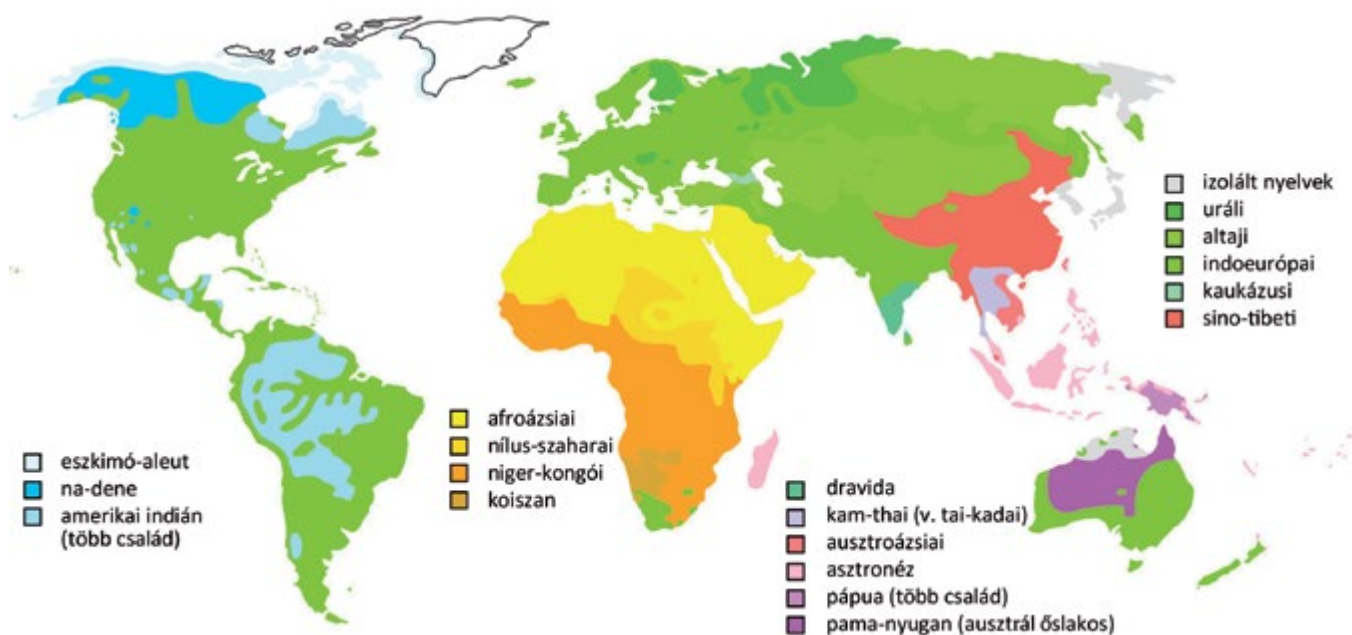 izolált nyelvek
uráli
altaji
indoeurópai
kaukázusi
sino-tibeti
eszkimó-aleut
na-dene
amerikai indián
(több család)
afroázsiai
nílus-szaharai
niger-kongói
koiszan
dravida
kam-thai (v. tai-kadai)
ausztroázsiai
asztronéz
pápua (több család)
pama-nyugan (ausztrál őslakos)